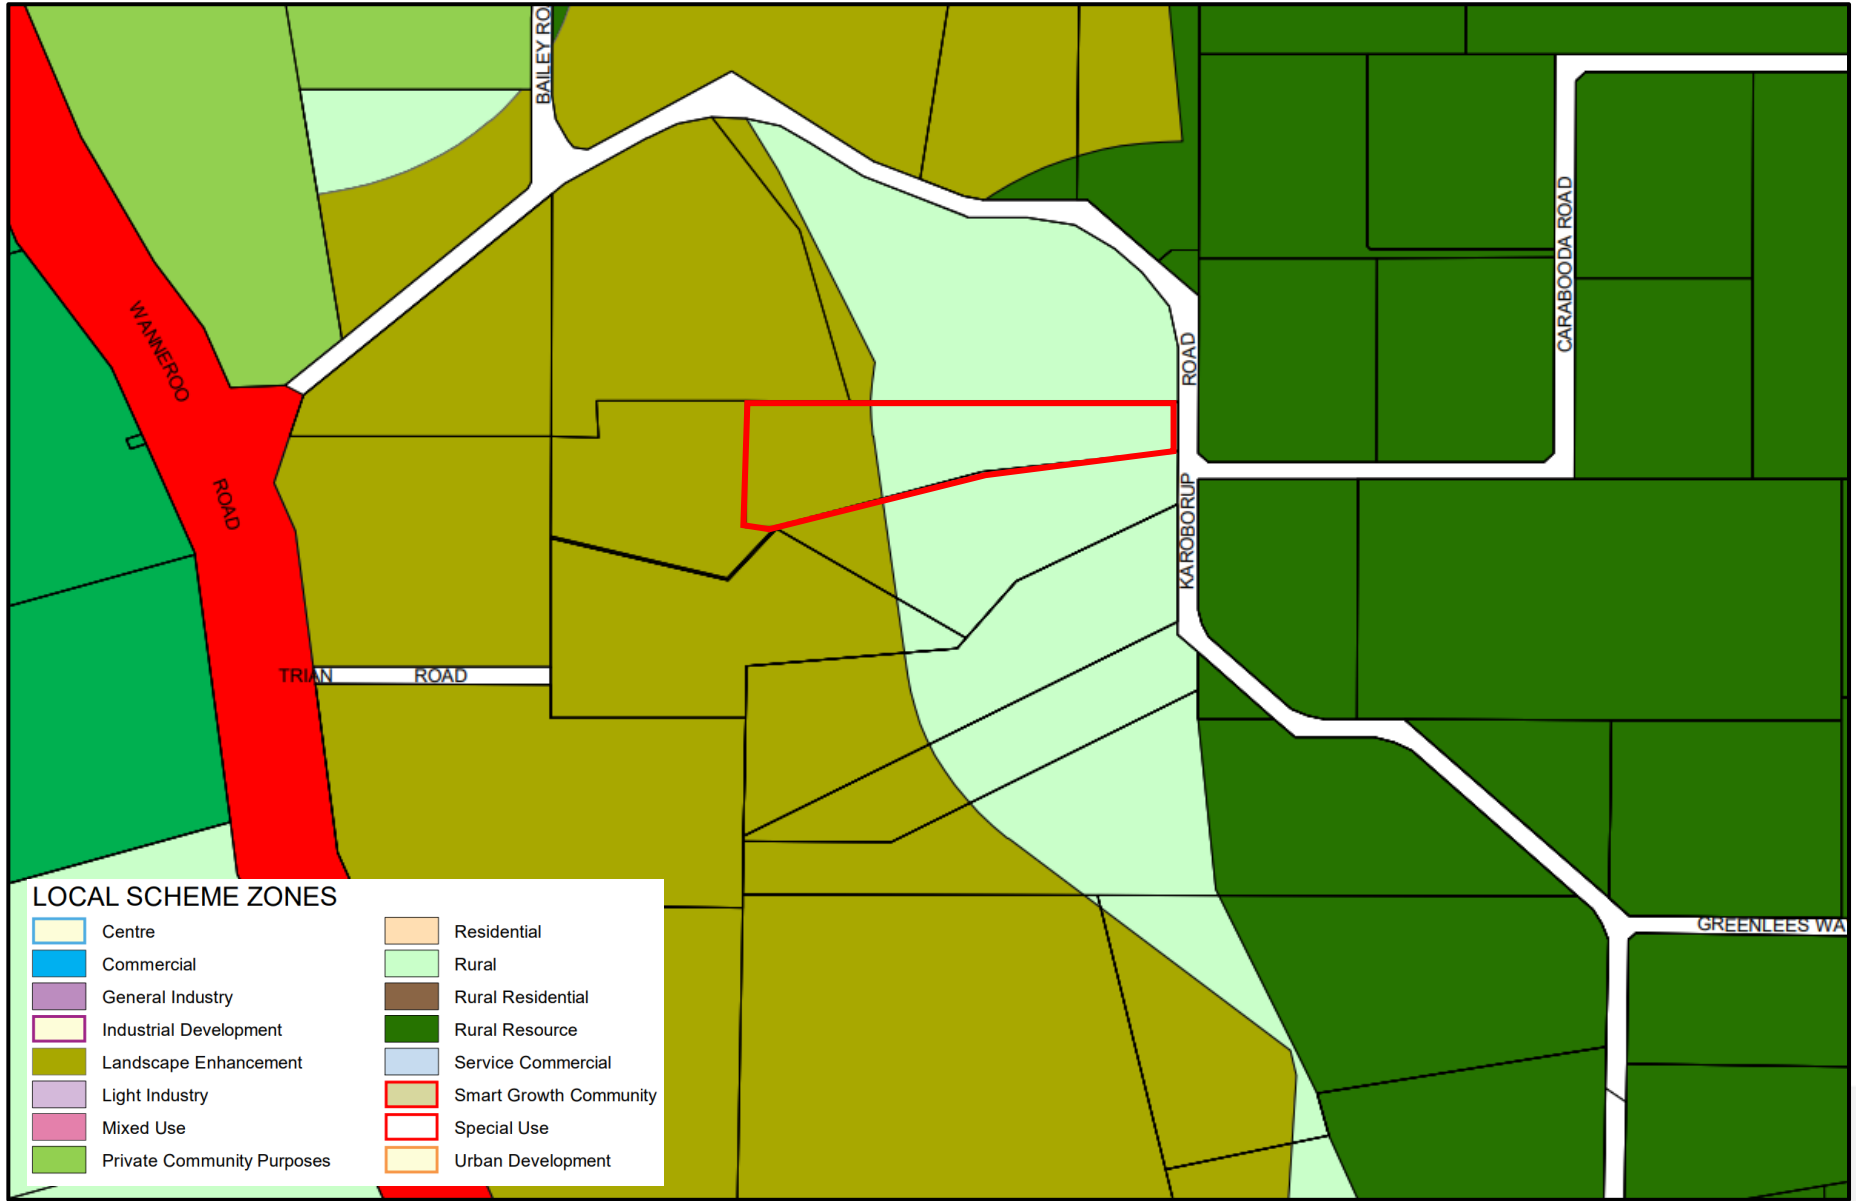 BAILEY RO
CARABOODA ROAD
WANNEROO
ROAD
ROAD
KAROBORUP
TRIAN ROAD
GREENLEES WA
LOCAL SCHEME ZONES
Centre
Commercial
General Industry
Industrial Development
Landscape Enhancement
Light Industry
Mixed Use
Private Community Purposes
Residential
Rural
Rural Residential
Rural Resource
Service Commercial
Smart Growth Community
Special Use
Urban Development